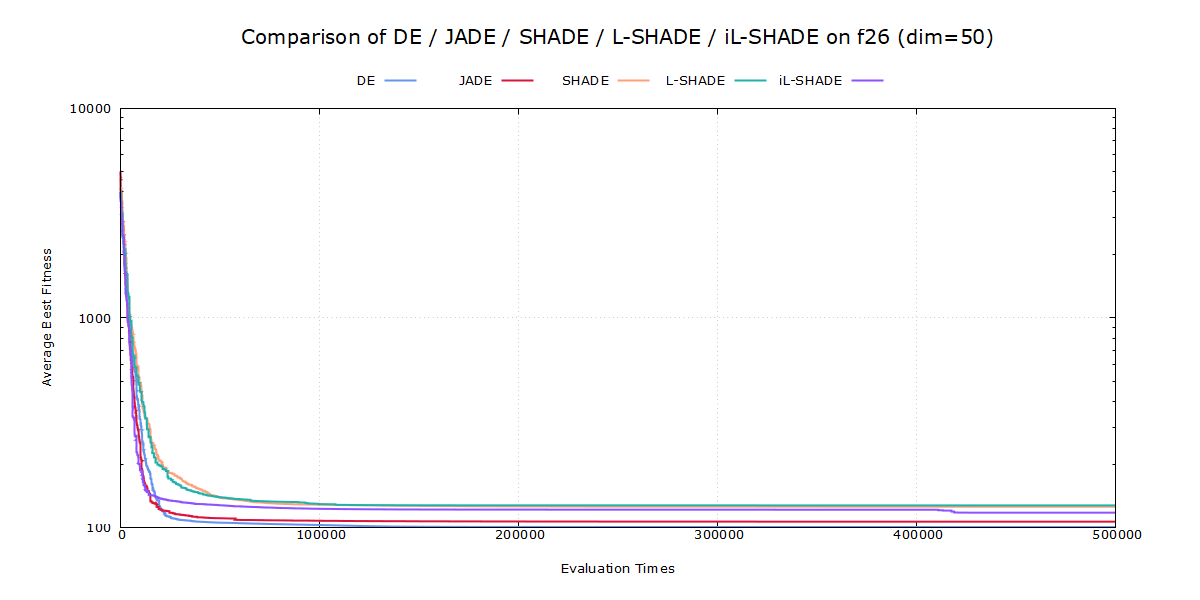 Comparison of DE / JADE / SHADE / L-SHADE / iL-SHADE on f26 (dim=50)
DE JADE SHADE L-SHADE iL-SHADE
10000
1000
100
Average Best Fitness
0 100000 200000 300000 400000 500000
Evaluation Times